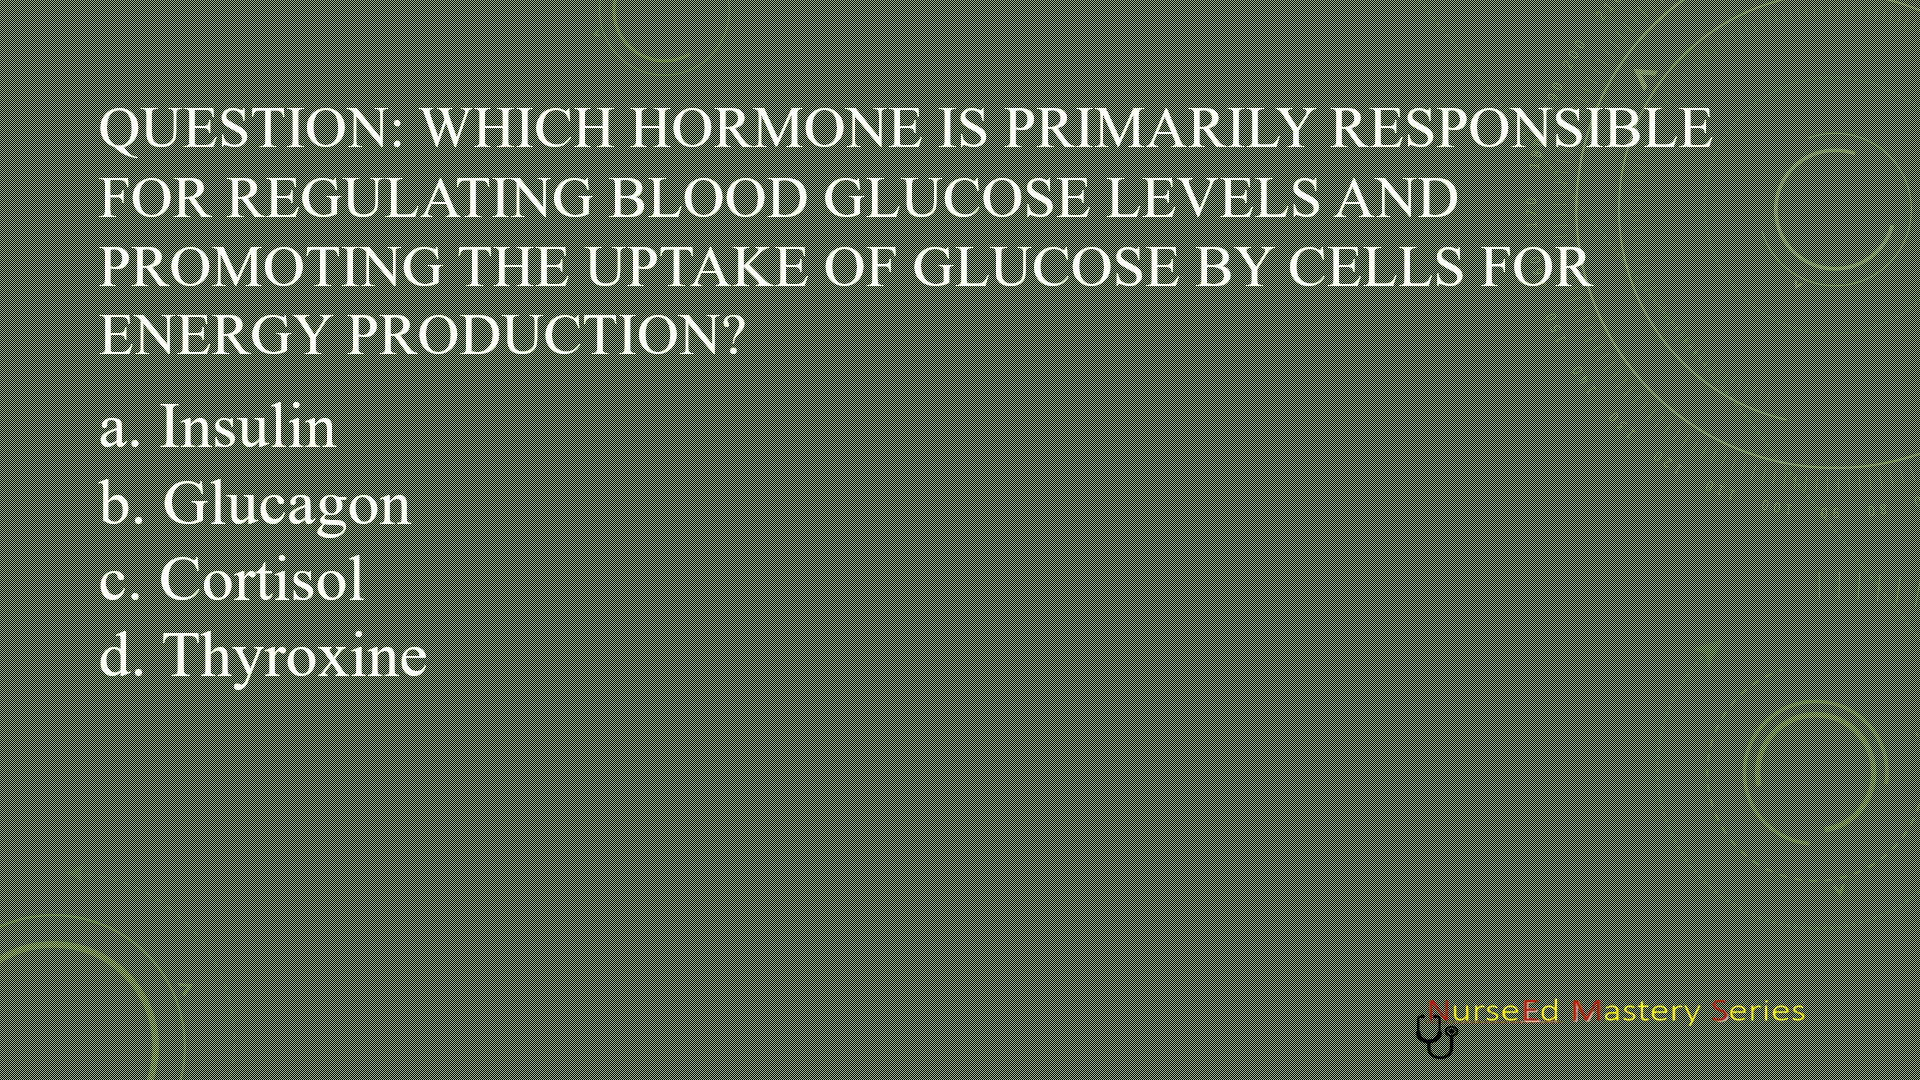 QUESTION: WHICH HORMONE IS PRIMARILY RESPONSIBLE
FOR REGULATING BLOOD GLUCOSE LEVELS AND
PROMOTING THE UPTAKE OF GLUCOSE BY CELLS FOR
ENERGY PRODUCTION?
a. Insulin
b. Glucagon
c. Cortisol
d. Thyroxine
NurseEd Mastery Series